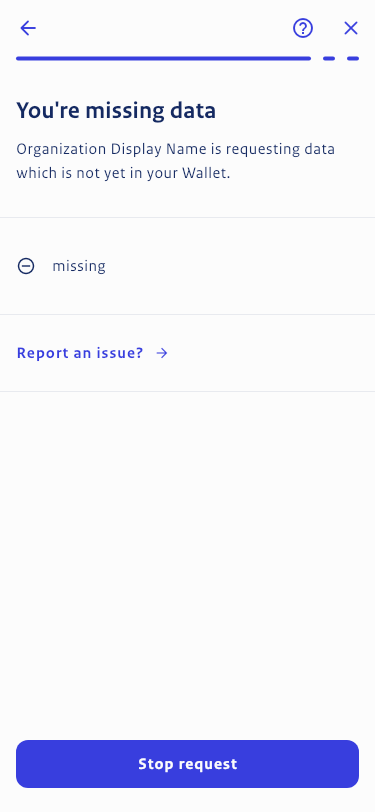 You're missing data
Organization Display Name is requesting data
which is not yet in your Wallet.
missing
Report an issue?
Stop request